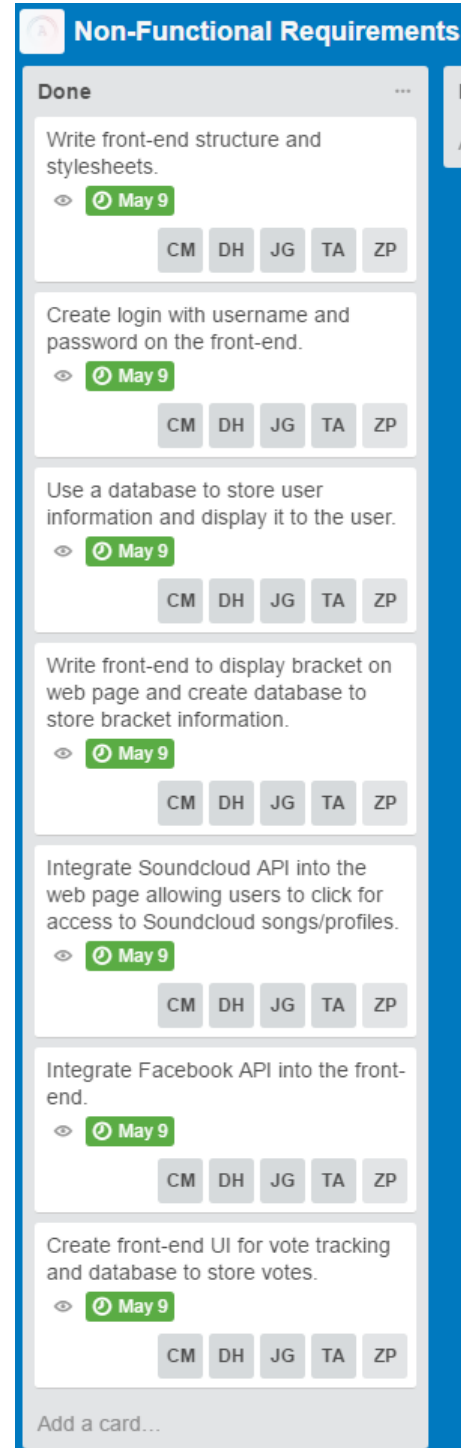 Non-Functional Requirements
Done
Write front-end structure and
stylesheets.
May 9
CM DH JG TA ZP
Create login with username and
password on the front-end.
May 9
CM DH JG TA ZP
Use a database to store user
information and display it to the user.
May 9
CM DH JG TA ZP
Write front-end to display bracket on
web page and create database to
store bracket information.
May 9
CM DH JG TA ZP
Integrate Soundcloud API into the
web page allowing users to click for
access to Soundcloud songs/profiles.
May 9
CM DH JG TA ZP
Integrate Facebook API into the front-
end.
May 9
CM DH JG TA ZP
Create front-end UI for vote tracking
and database to store votes.
May 9
CM DH JG TA ZP
Add a card...